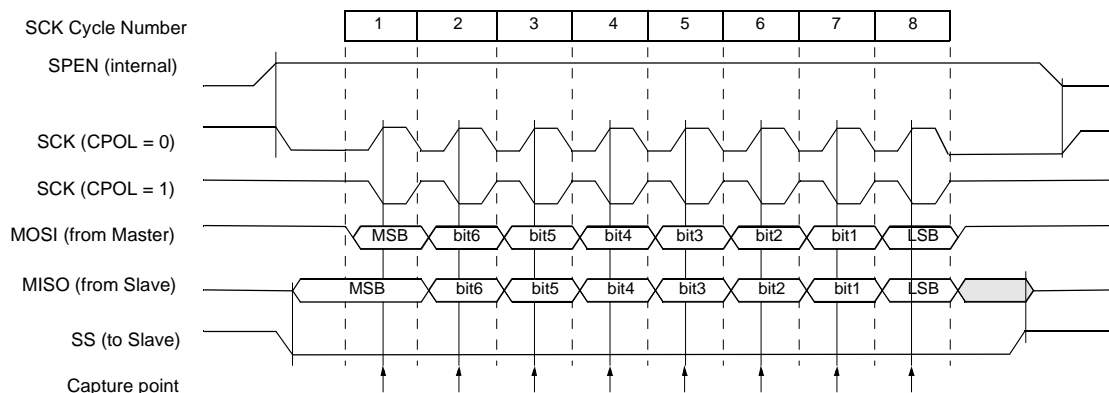 SCK Cycle Number 1 2 3 4 5 6 7 8
SPEN (internal)
SCK (CPOL = 0)
SCK (CPOL = 1)
MOSI (from Master) MSB bit6 bit5 bit4 bit3 bit2 bit1 LSB
MISO (from Slave) MSB bit6 bit5 bit4 bit3 bit2 bit1 LSB
SS (to Slave)
Capture point